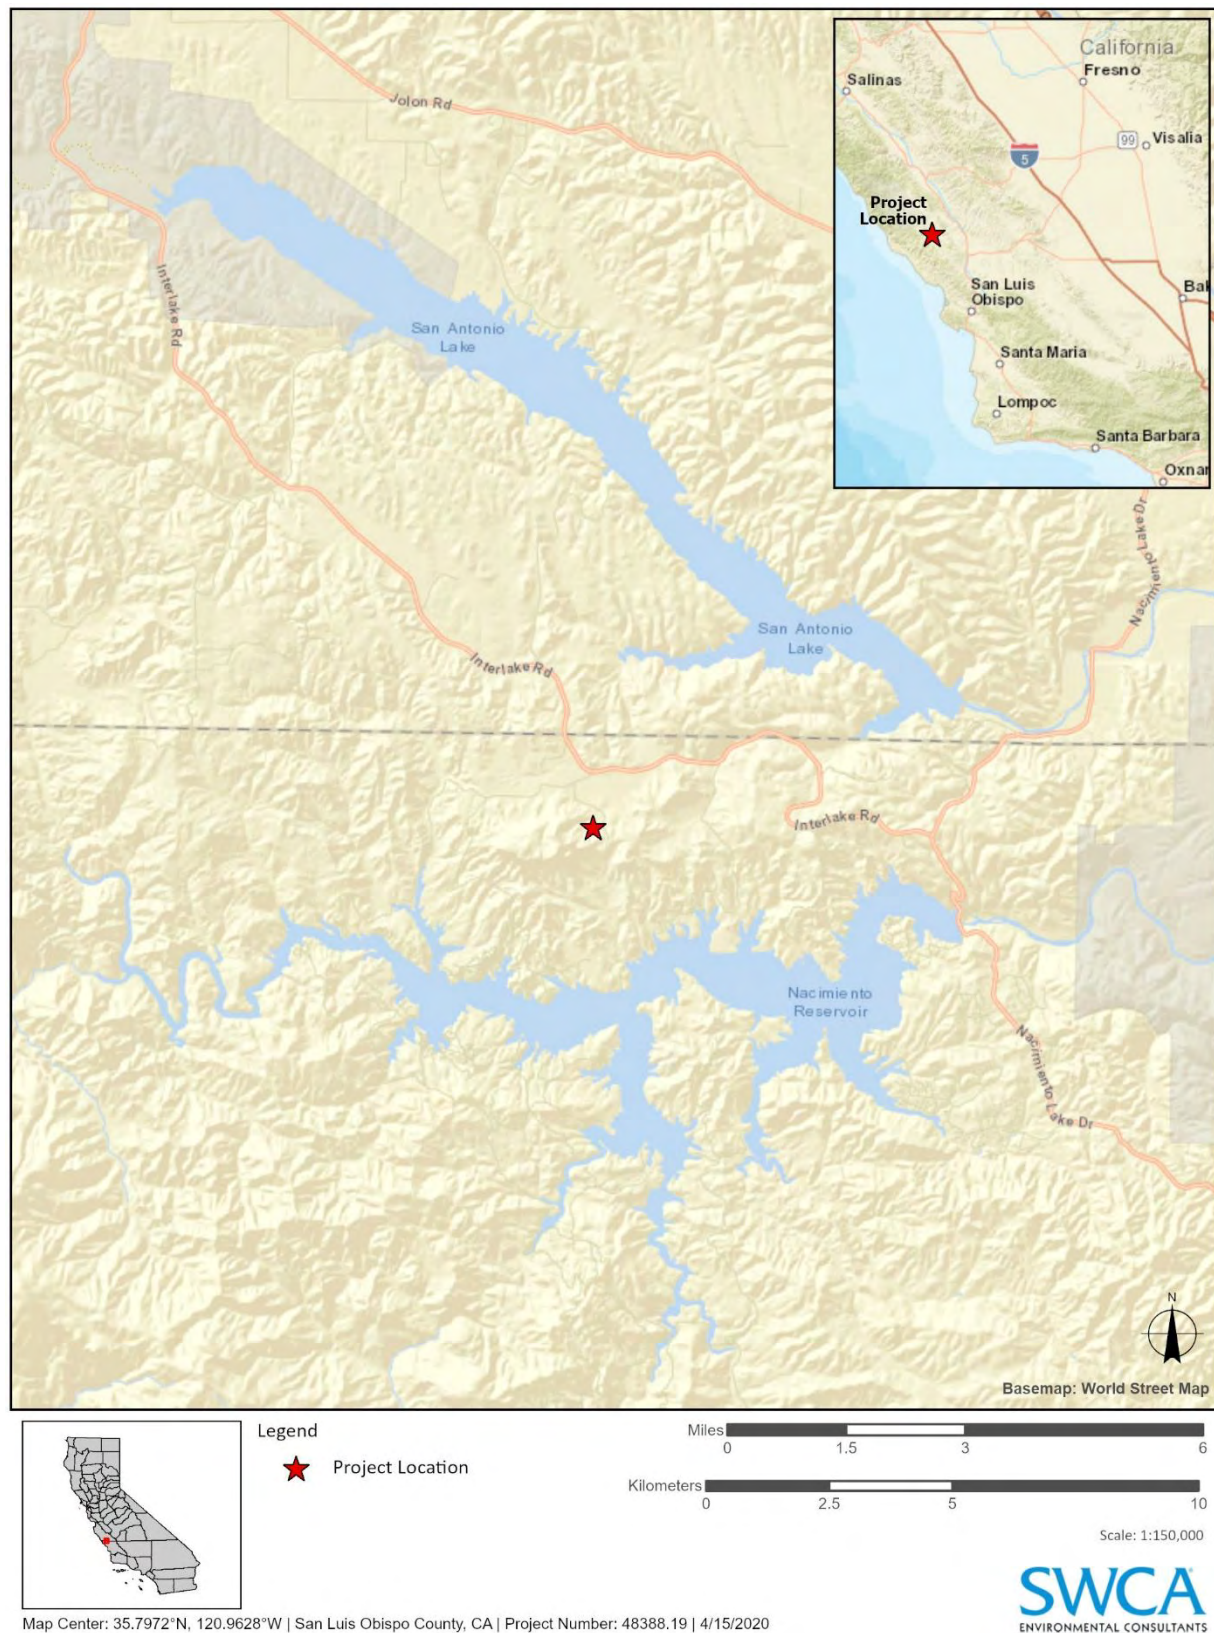 California
Fresno
Salinas
99
Visalia
5
Project
Location
San Luis
Obispo
Bak
Santa Maria
Lompoc
Santa Barbara
Oxnar
Jolon Rd
Interlake Rd
San Antonio
Lake
Nacimiento Lake Dr
San Antonio
Lake
Interlake Rd
Interlake Rd
Nacimiento
Reservoir
Nacimiento Lake Dr
N
Basemap: World Street Map
Legend
Project Location
Miles
0 1.5 3 6
Kilometers
0 2.5 5 10
Scale: 1:150,000
SWCA
ENVIRONMENTAL CONSULTANTS
Map Center: 35.7972°N, 120.9628°W | San Luis Obispo County, CA | Project Number: 48388.19 | 4/15/2020